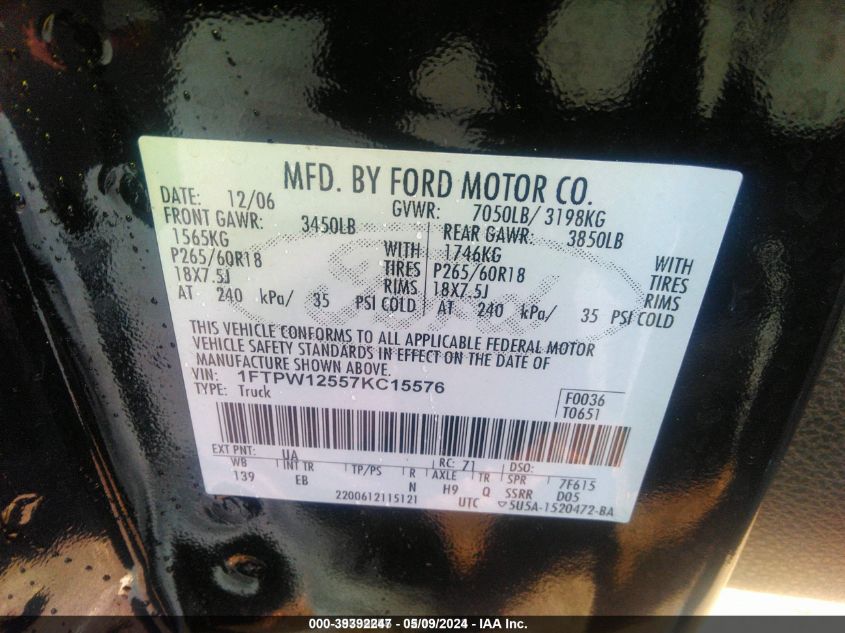 MFD. BY FORD MOTOR CO.
DATE: 12/06 GVWR: 7050LB/ 3198KG
FRONT GAWR: 3450LB REAR GAWR: 3850LB
1565KG WITH 1746KG WITH
P265/60R18 TIRES P265/60R18 TIRES
18X7.5J RIMS 18X7.5J RIMS
AT 240 kPa/ 35 PSI COLD AT 240 kPa/ 35 PSI COLD
Ford
THIS VEHICLE CONFORMS TO ALL APPLICABLE FEDERAL MOTOR
VEHICLE SAFETY STANDARDS IN EFFECT ON THE DATE OF
MANUFACTURE SHOWN ABOVE.
VIN: 1FTPW12557KC15576
TYPE: Truck
F0036
T0651
EXT PNT: UA RC: 71 DSO:
WB INT TR TP/PS R AXLE TR SPR 7F615
139 EB N H9 Q SSRR D05
2200612115121 UTC 5U5A-1520472-BA
000-39392247 05/09/2024 - IAA Inc.